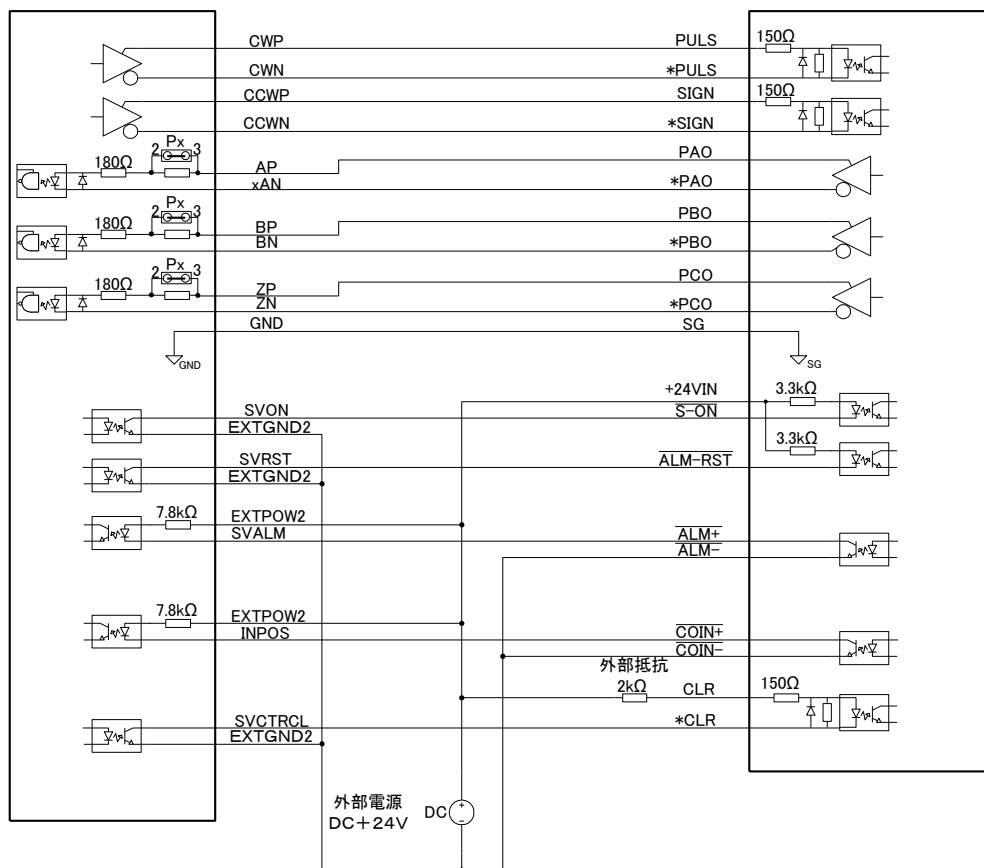 CWP PULS 150Ω
CWN *PULS
CCWP SIGN 150Ω
CCWN *SIGN
180Ω 2 Px 3 AP PAO
xAN *PAO
180Ω 2 Px 3 BP PBO
BN *PBO
180Ω 2 Px 3 ZP PCO
ZN *PCO
GND SG
GND SG
+24VIN 3.3kΩ
SVON S-ON
EXTGND2
3.3kΩ
SVRST ALM-RST
EXTGND2
7.8kΩ EXTPOW2
SVALM ALM+
ALM-
7.8kΩ EXTPOW2
INPOS COIN+
COIN-
外部抵抗
2kΩ CLR 150Ω
SVCTRCL *CLR
EXTGND2
外部電源
DC+24V
DC + −